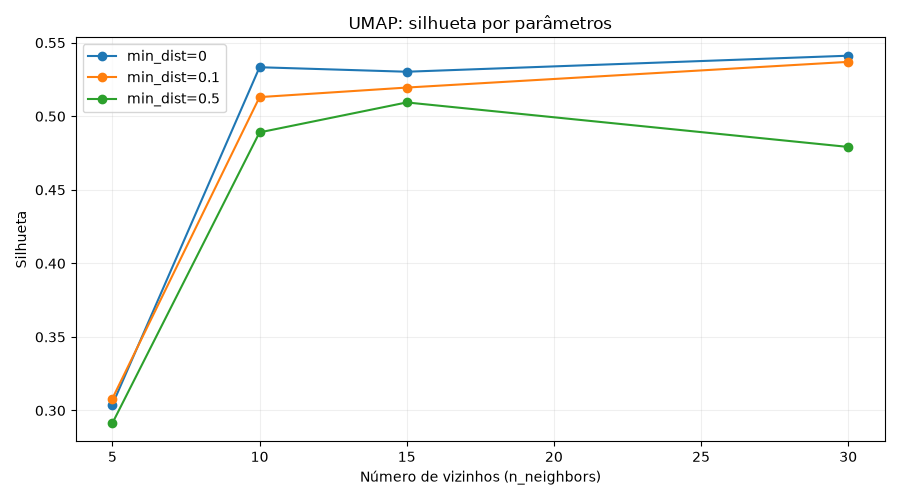 UMAP: silhueta por parâmetros
min_dist=0
min_dist=0.1
min_dist=0.5
Silhueta
0.55
0.50
0.45
0.40
0.35
0.30
5 10 15 20 25 30
Número de vizinhos (n_neighbors)